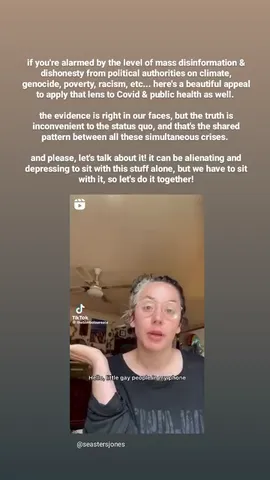 if you're alarmed by the level of mass disinformation &
dishonesty from political authorities on climate,
genocide, poverty, racism, etc... here's a beautiful appeal
to apply that lens to Covid & public health as well.
the evidence is right in our faces, but the truth is
inconvenient to the status quo, and that's the shared
pattern between all these simultaneous crises.
and please, let's talk about it! it can be alienating and
depressing to sit with this stuff alone, but we have to sit
with it, so let's do it together!
TikTok
Hello, little gay people in my phone
@seastersjones